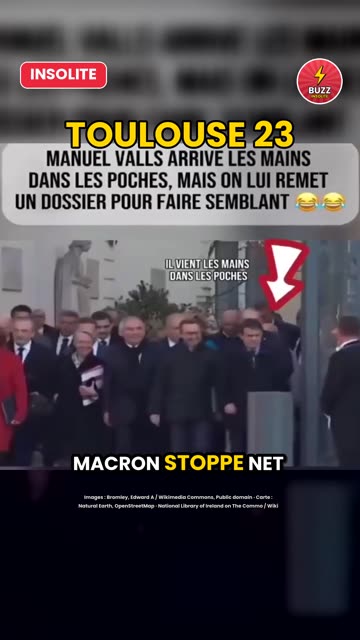 INSOLITE
BUZZ
INSOLITE
TOULOUSE 23
MANUEL VALLS ARRIVE LES MAINS
DANS LES POCHES, MAIS ON LUI REMET
UN DOSSIER POUR FAIRE SEMBLANT 😂😂
IL VIENT LES MAINS
DANS LES POCHES
MACRON STOPPE NET
Images : Bromley, Edward A / Wikimedia Commons, Public domain · Carte :
Natural Earth, OpenStreetMap · National Library of Ireland on The Commo / Wiki